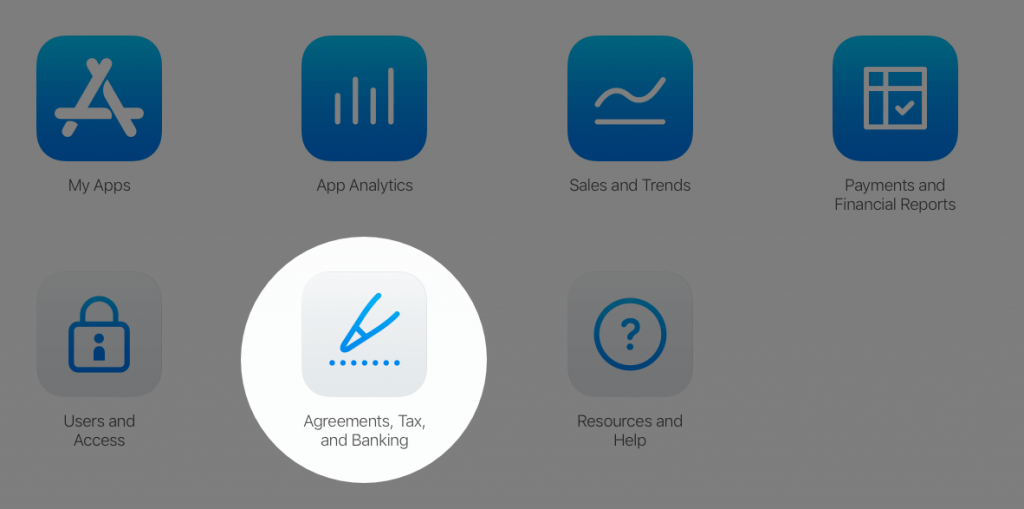 My Apps
App Analytics
Sales and Trends
Payments and
Financial Reports
Users and
Access
Agreements, Tax,
and Banking
Resources and
Help